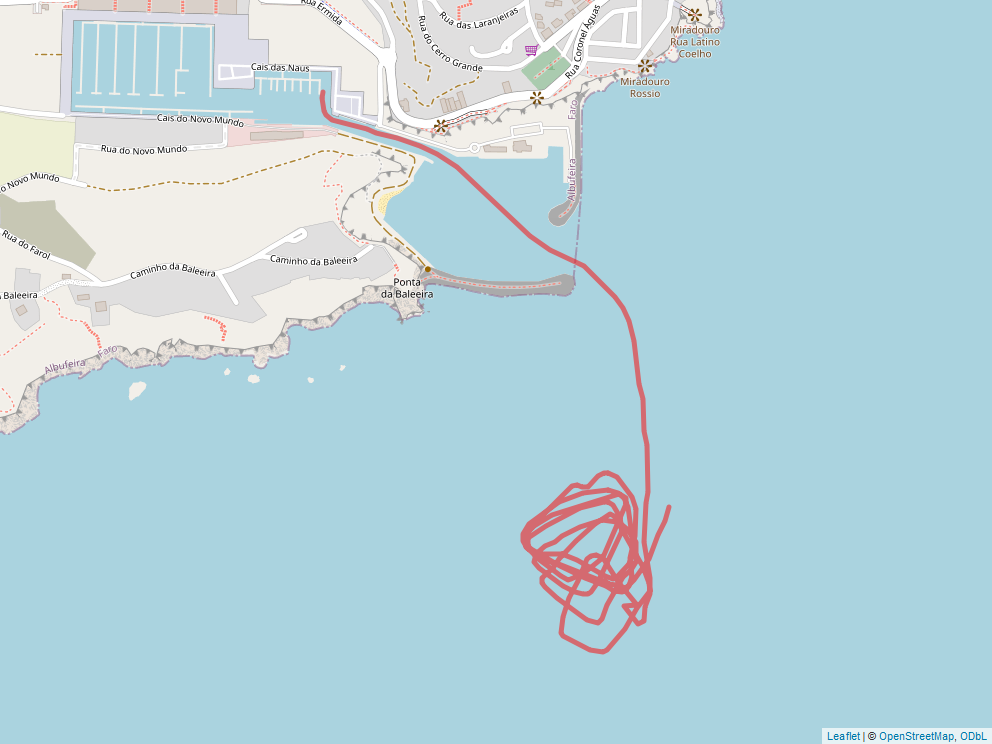 Rua Ermida
Rua das Laranjeiras
Rua do Cerro Grande
Rua Coronel Águas
Miradouro
Rua Latino
Coelho
Miradouro
Rossio
Cais das Naus
Cais do Novo Mundo
Rua do Novo Mundo
o Novo Mundo
Faro
Albufeira
Rua do Farol
Caminho da Baleeira
Caminho da Baleeira
Baleeira
Ponta
da Baleeira
Albufeira
Faro
Leaflet | © OpenStreetMap, ODbL